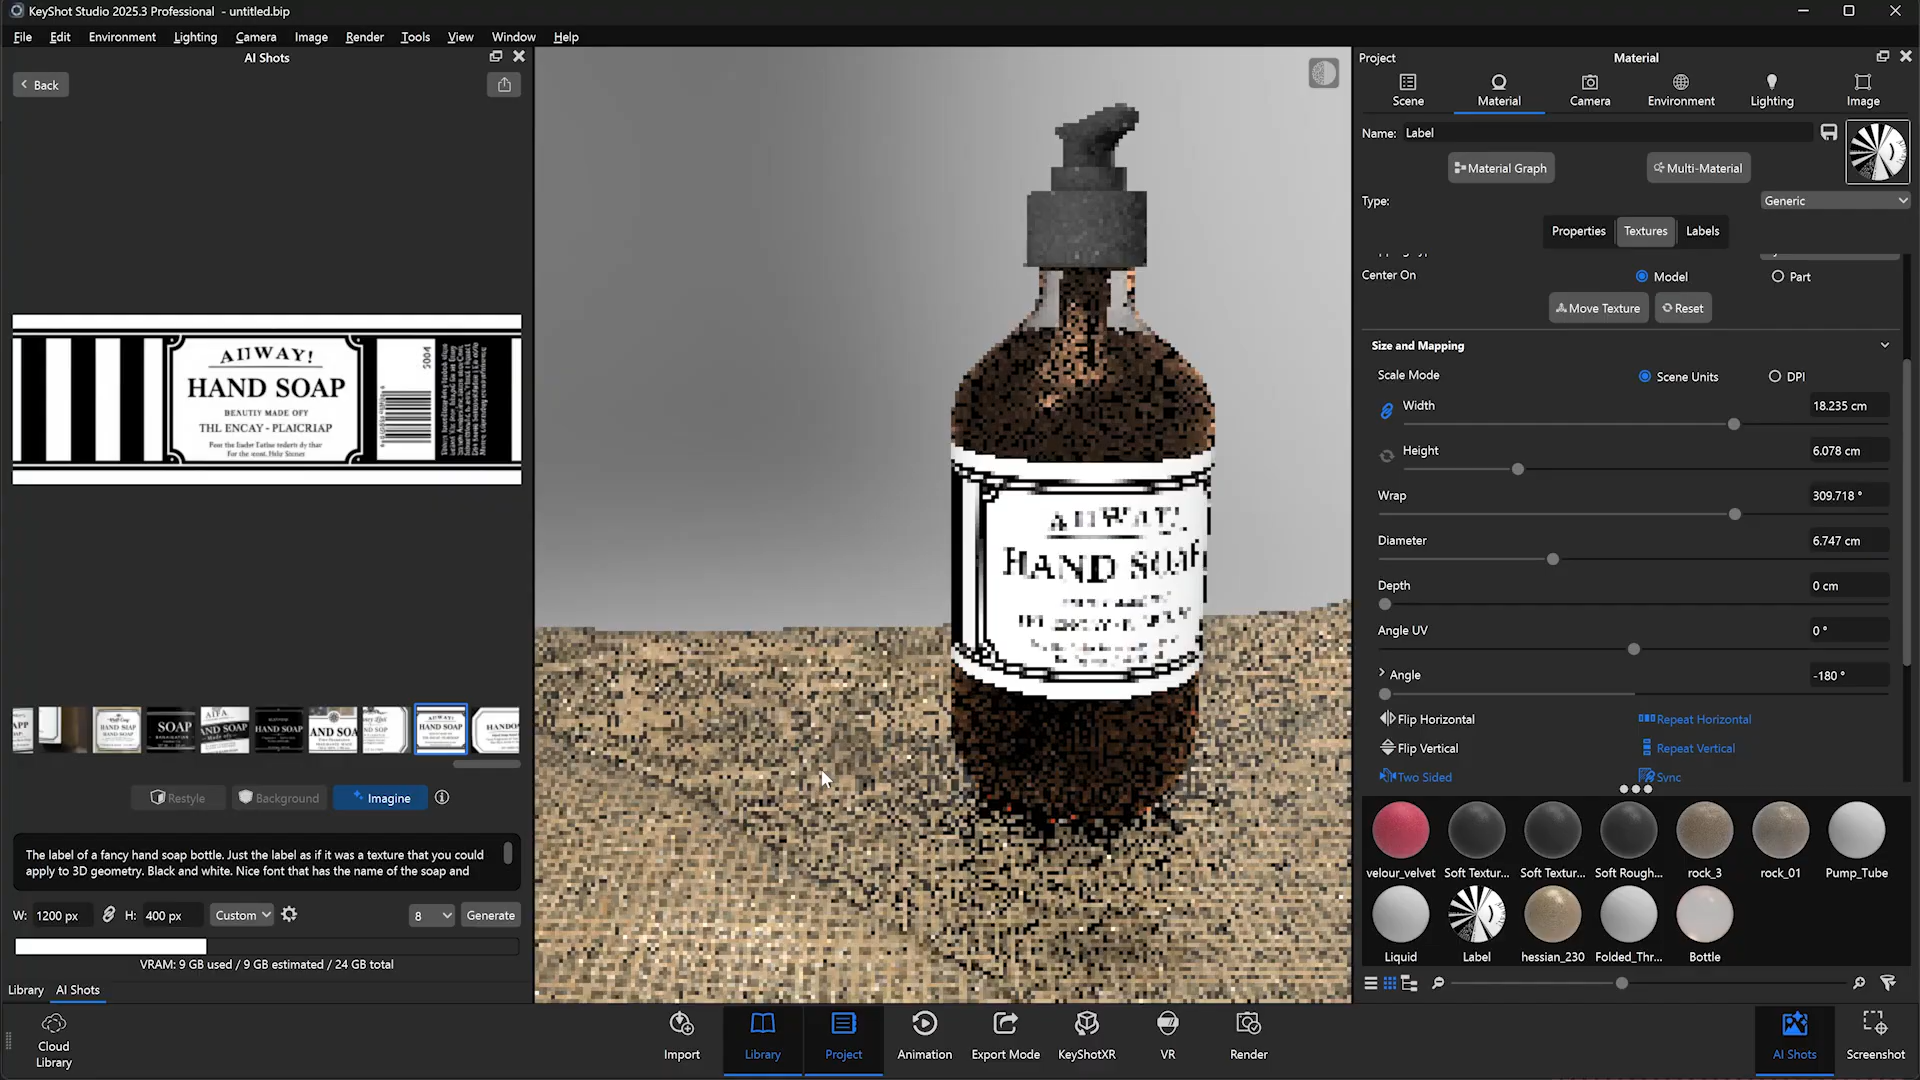 KeyShot Studio 2025.3 Professional - untitled.bip
File Edit Environment Lighting Camera Image Render Tools View Window Help
AI Shots
Back
AIIWAY!
HAND SOAP
BENUTIY MADE OFY
THL ENCAY - PLAICRIAP
Restyle Background Imagine
The label of a fancy hand soap bottle. Just the label as if it was a texture that you could
apply to 3D geometry. Black and white. Nice font that has the name of the soap and
W: 1200 px H: 400 px Custom 8 Generate
VRAM: 9 GB used / 9 GB estimated / 24 GB total
Library AI Shots
Cloud
Library
HAND SOAP
Project Material
Scene Material Camera Environment Lighting Image
Name: Label
Material Graph Multi-Material
Type: Generic
Properties Textures Labels
Center On Model Part
Move Texture Reset
Size and Mapping
Scale Mode Scene Units DPI
Width 18.235 cm
Height 6.078 cm
Wrap 309.718 °
Diameter 6.747 cm
Depth 0 cm
Angle UV 0 °
Angle -180 °
Flip Horizontal Repeat Horizontal
Flip Vertical Repeat Vertical
Two Sided Sync
velour_velvet Soft Textur... Soft Textur... Soft Rough... rock_3 rock_01 Pump_Tube
Liquid Label hessian_230 Folded_Thr... Bottle
Import Library Project Animation Export Mode KeyShotXR VR Render AI Shots Screenshot